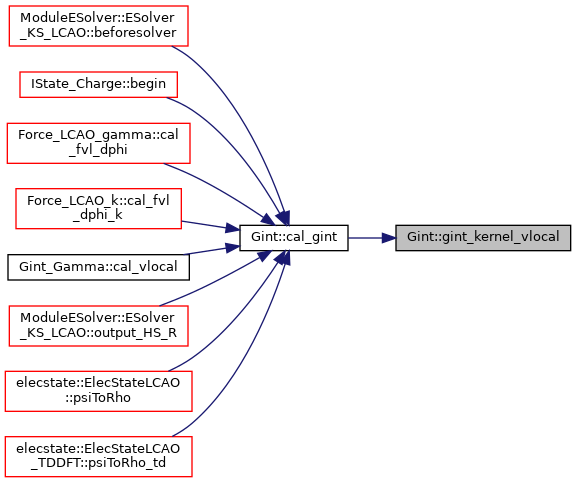 ModuleESolver::ESolver
_KS_LCAO::beforesolver
IState_Charge::begin
Force_LCAO_gamma::cal
_fvl_dphi
Force_LCAO_k::cal_fvl
_dphi_k
Gint::cal_gint
Gint::gint_kernel_vlocal
Gint_Gamma::cal_vlocal
ModuleESolver::ESolver
_KS_LCAO::output_HS_R
elecstate::ElecStateLCAO
::psiToRho
elecstate::ElecStateLCAO
_TDDFT::psiToRho_td